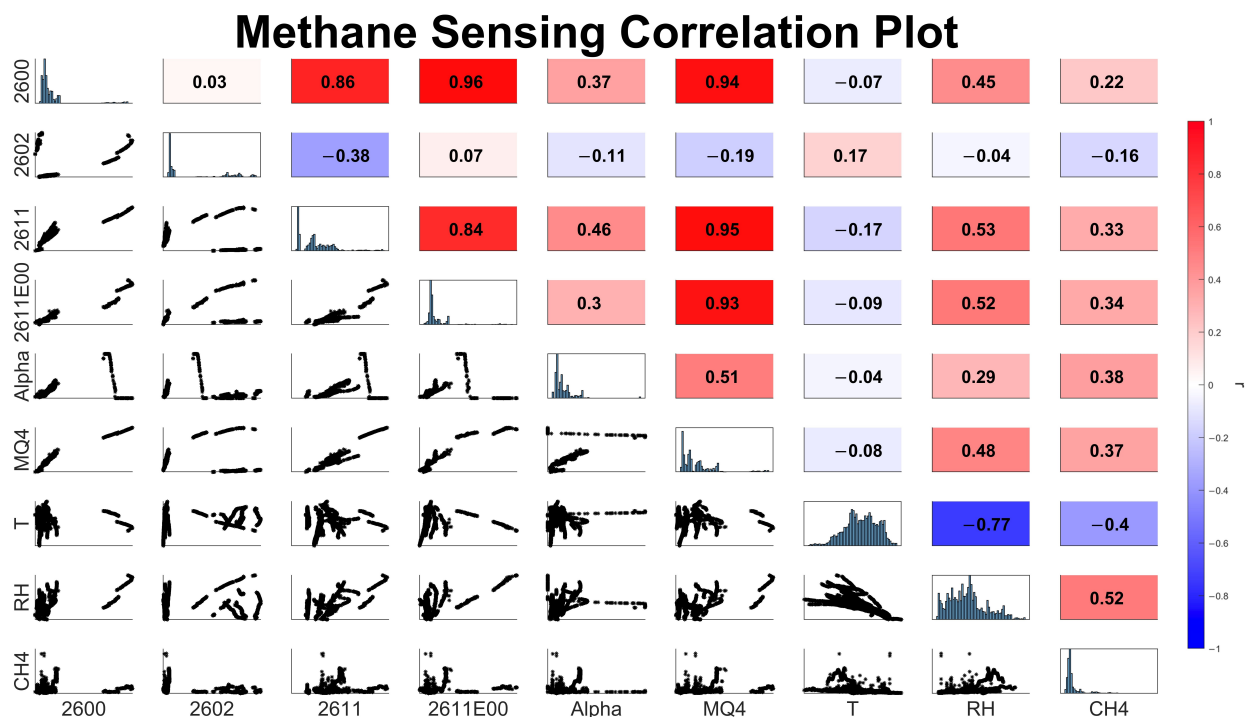 Methane Sensing Correlation Plot
2600 0.03 0.86 0.96 0.37 0.94 −0.07 0.45 0.22
2602 −0.38 0.07 −0.11 −0.19 0.17 −0.04 −0.16
2611 0.84 0.46 0.95 −0.17 0.53 0.33
2611E00 0.3 0.93 −0.09 0.52 0.34
Alpha 0.51 −0.04 0.29 0.38
MQ4 −0.08 0.48 0.37
T −0.77 −0.4
RH 0.52
CH4
2600 2602 2611 2611E00 Alpha MQ4 T RH CH4
1
0.8
0.6
0.4
0.2
0
−0.2
−0.4
−0.6
−0.8
−1
r